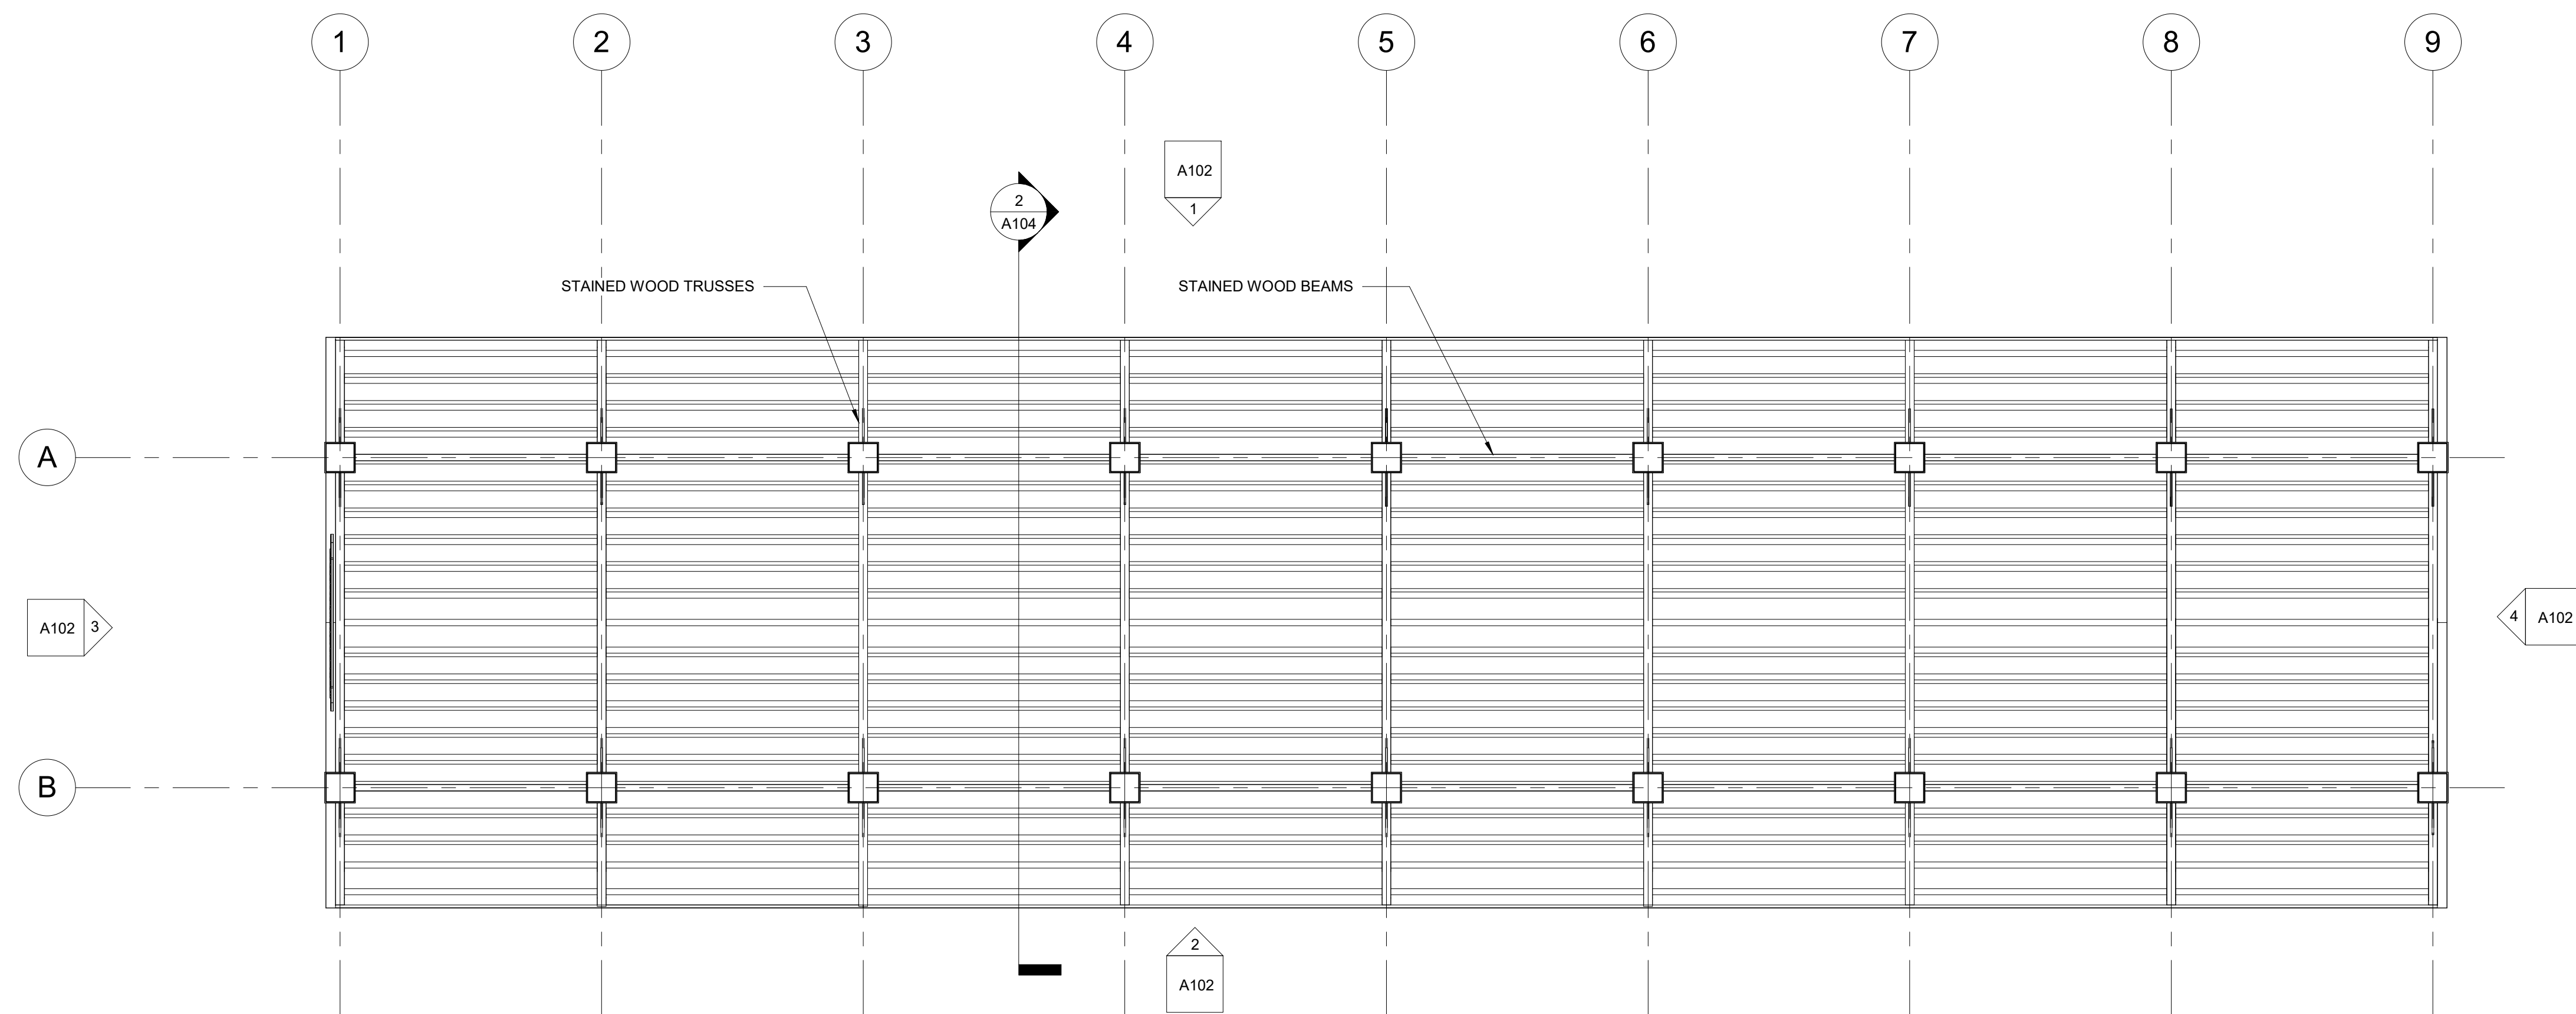 1 2 3 4 5 6 7 8 9
A102
1
2
A104
STAINED WOOD TRUSSES
STAINED WOOD BEAMS
A
A102 3
4 A102
B
2
A102